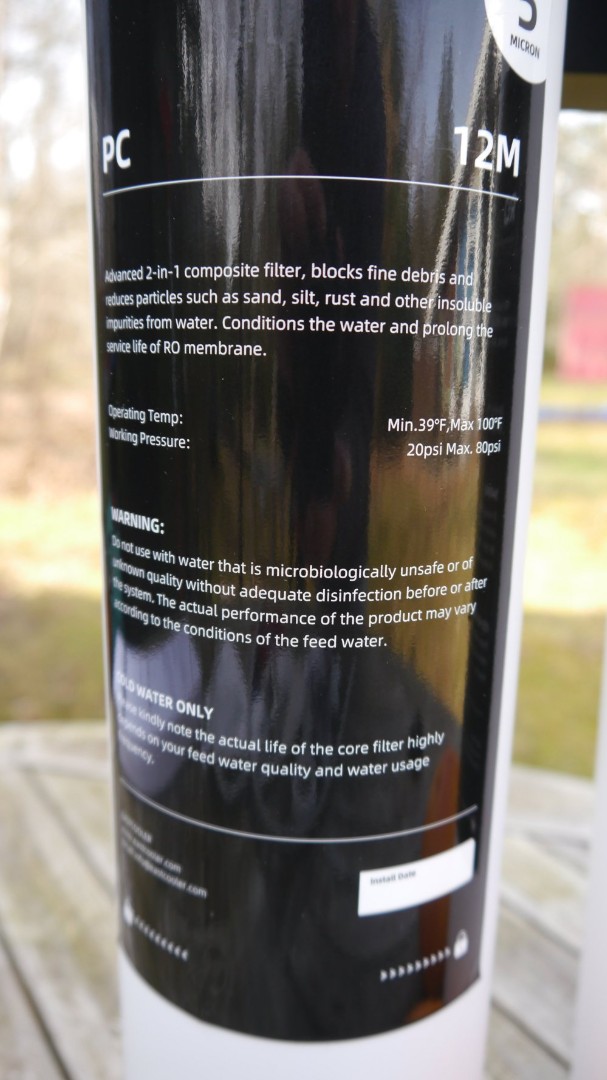 5
MICRON
PC 12M
Advanced 2-in-1 composite filter, blocks fine debris and
reduces particles such as sand, silt, rust and other insoluble
impurities from water. Conditions the water and prolong the
service life of RO membrane.
Operating Temp: Min.39°F,Max 100°F
Working Pressure: 20psi Max. 80psi
WARNING:
Do not use with water that is microbiologically unsafe or of
unknown quality without adequate disinfection before or after
the system. The actual performance of the product may vary
according to the conditions of the feed water.
COLD WATER ONLY
kindly note the actual life of the core filter highly
depends on your feed water quality and water usage
frequency.
Install Date